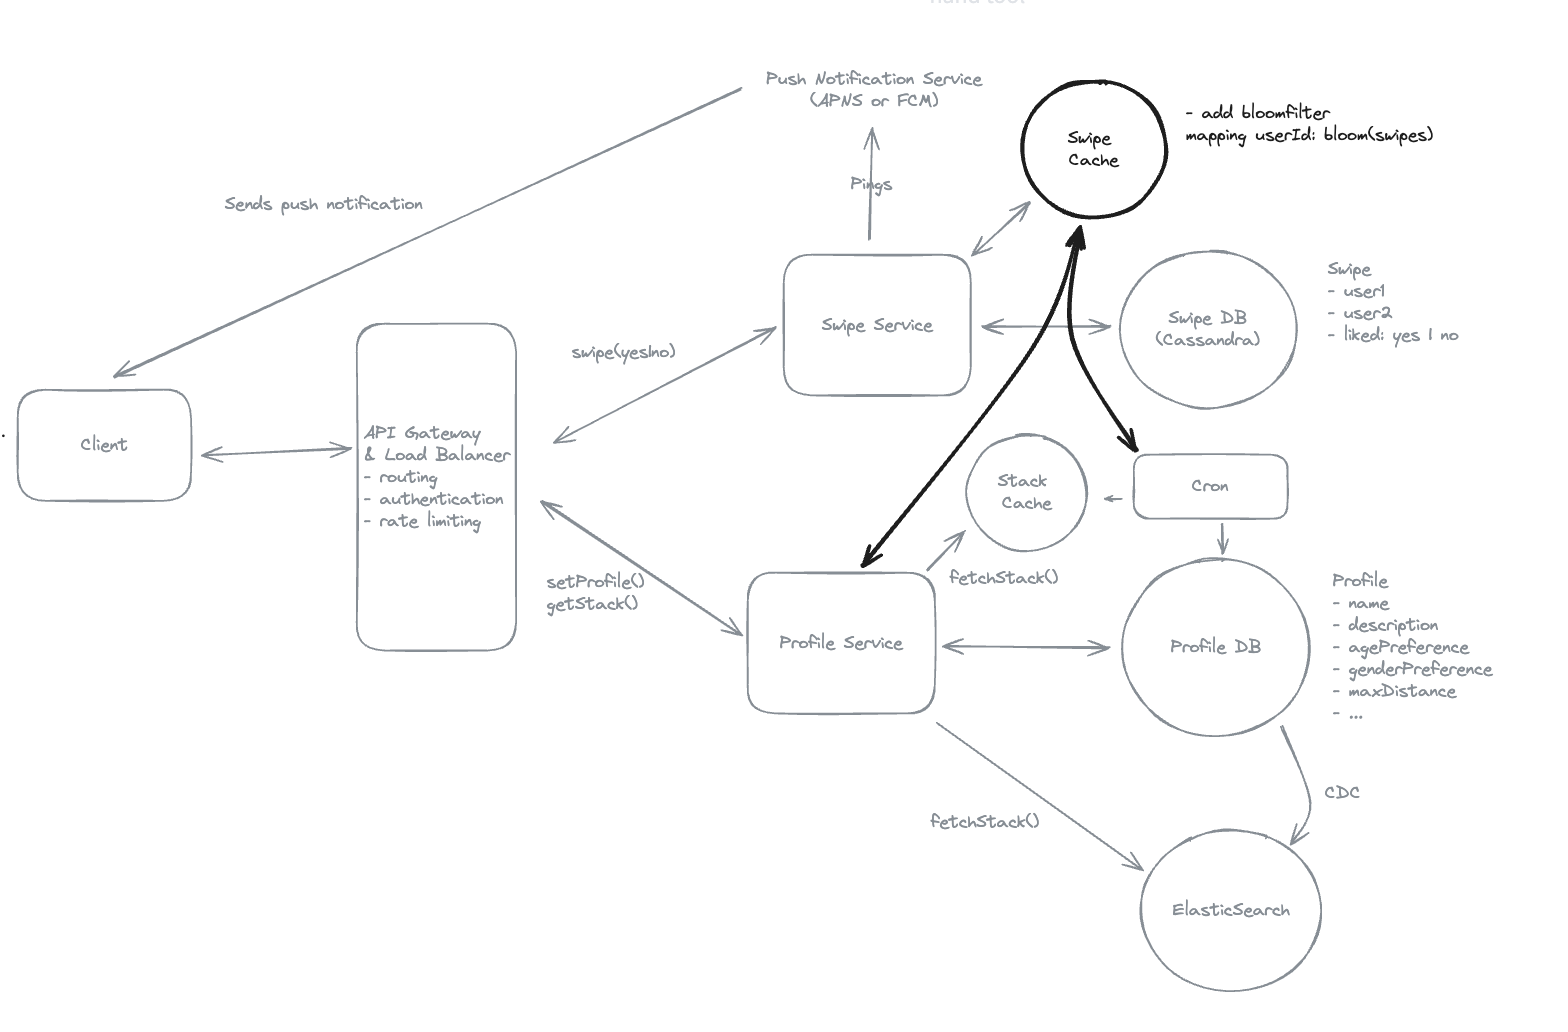 Push Notification Service
(APNS or FCM)
Swipe
Cache
- add bloomfilter
mapping userId: bloom(swipes)
Pings
Sends push notification
Swipe Service
Swipe DB
(Cassandra)
Swipe
- user1
- user2
- liked: yes | no
swipe(yes|no)
Client
API Gateway
& Load Balancer
- routing
- authentication
- rate limiting
Stack
Cache
Cron
setProfile()
getStack()
fetchStack()
Profile Service
Profile DB
Profile
- name
- description
- agePreference
- genderPreference
- maxDistance
- ...
CDC
fetchStack()
ElasticSearch